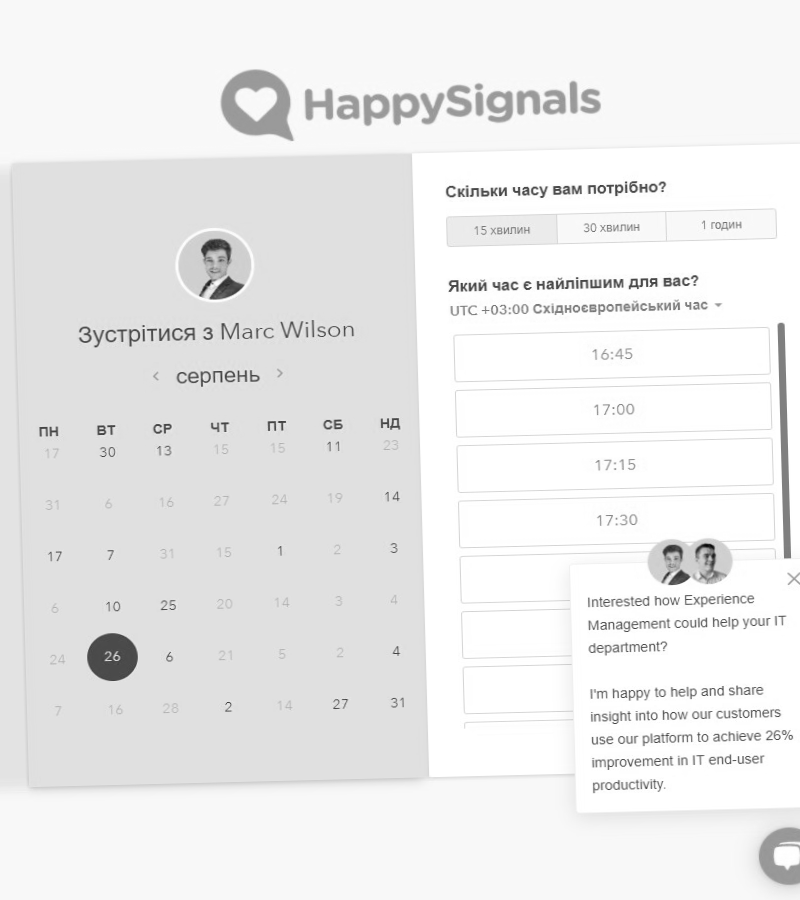 HappySignals
Зустрітися з Marc Wilson
серпень
ПН ВТ СР ЧТ ПТ СБ НД
17 30 13 15 15 11 23
31 6 16 27 24 19 14
17 7 31 15 1 2 3
6 10 25 20 14 3 4
24 26 6 21 5 2 4
7 16 28 2 14 27 31
Скільки часу вам потрібно?
15 хвилин 30 хвилин 1 годин
Який час є найліпшим для вас?
UTC +03:00 Східноєвропейський час
16:45
17:00
17:15
17:30
Interested how Experience
Management could help your IT
department?
I'm happy to help and share
insight into how our customers
use our platform to achieve 26%
improvement in IT end-user
productivity.